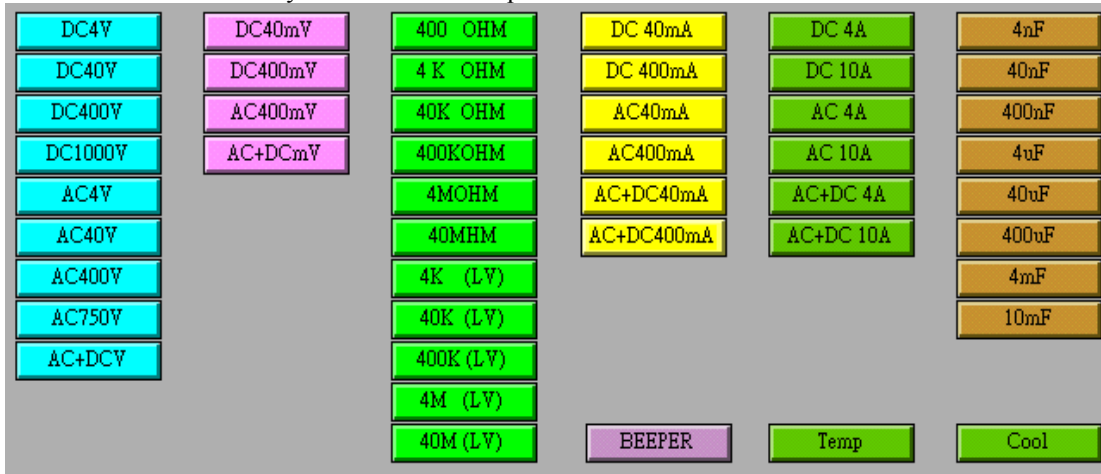 DC4V DC40mV 400 OHM DC 40mA DC 4A 4nF
DC40V DC400mV 4 K OHM DC 400mA DC 10A 40nF
DC400V AC400mV 40K OHM AC40mA AC 4A 400nF
DC1000V AC+DCmV 400KOHM AC400mA AC 10A 4uF
AC4V 4MOHM AC+DC40mA AC+DC 4A 40uF
AC40V 40MHM AC+DC400mA AC+DC 10A 400uF
AC400V 4K (LV) 4mF
AC750V 40K (LV) 10mF
AC+DCV 400K (LV)
4M (LV)
40M (LV) BEEPER Temp Cool